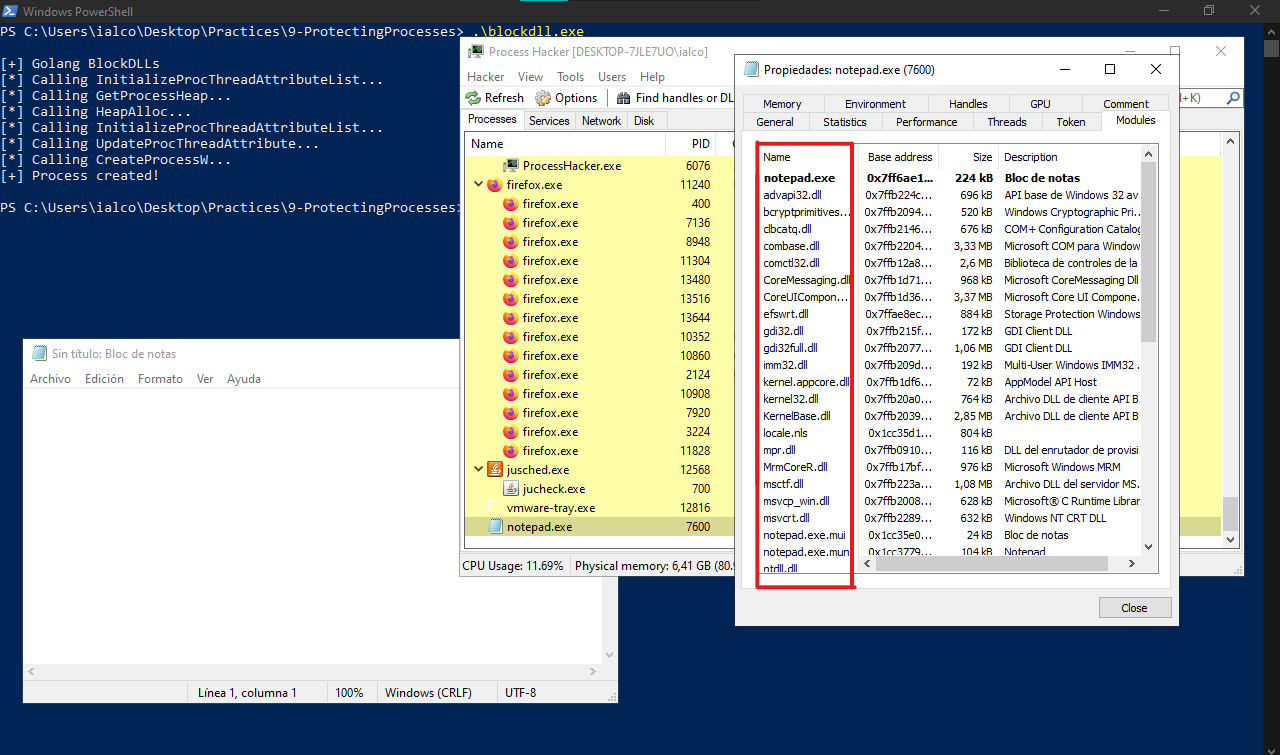 Windows PowerShell
PS C:\Users\ialco\Desktop\Practices\9-ProtectingProcesses> .\blockdll.exe
[+] Golang BlockDLLs
[*] Calling InitializeProcThreadAttributeList...
[*] Calling GetProcessHeap...
[*] Calling HeapAlloc...
[*] Calling InitializeProcThreadAttributeList...
[*] Calling UpdateProcThreadAttribute...
[*] Calling CreateProcessW...
[+] Process created!
PS C:\Users\ialco\Desktop\Practices\9-ProtectingProcesses>
Process Hacker [DESKTOP-7JLE7UO\ialco]
Hacker View Tools Users Help
Refresh Options Find handles or DL
l+K)
Processes Services Network Disk
Name PID
ProcessHacker.exe 6076
firefox.exe 11240
firefox.exe 400
firefox.exe 7136
firefox.exe 8948
firefox.exe 11304
firefox.exe 13480
firefox.exe 13516
firefox.exe 13644
firefox.exe 10352
firefox.exe 10860
firefox.exe 2124
firefox.exe 10908
firefox.exe 7920
firefox.exe 3224
firefox.exe 11828
jusched.exe 12568
jucheck.exe 700
vmware-tray.exe 12816
notepad.exe 7600
CPU Usage: 11.69% Physical memory: 6,41 GB (80.9
Propiedades: notepad.exe (7600)
Memory Environment Handles GPU Comment
General Statistics Performance Threads Token Modules
Name Base address Size Description
notepad.exe 0x7ff6ae1... 224 kB Bloc de notas
advapi32.dll 0x7ffb224c... 696 kB API base de Windows 32 av
bcryptprimitives... 0x7ffb2094... 520 kB Windows Cryptographic Pri...
clbcatq.dll 0x7ffb2146... 676 kB COM+ Configuration Catalog
combase.dll 0x7ffb2204... 3,33 MB Microsoft COM para Window
comctl32.dll 0x7ffb12a8... 2,6 MB Biblioteca de controles de la
CoreMessaging.dll 0x7ffb1d71... 968 kB Microsoft CoreMessaging Dll
CoreUICompon... 0x7ffb1d36... 3,37 MB Microsoft Core UI Compone.
efswrt.dll 0x7ffae8ec... 884 kB Storage Protection Windows
gdi32.dll 0x7ffb215f... 172 kB GDI Client DLL
gdi32full.dll 0x7ffb2077... 1,06 MB GDI Client DLL
imm32.dll 0x7ffb209d... 192 kB Multi-User Windows IMM32 .
kernel.appcore.dll 0x7ffb1df6... 72 kB AppModel API Host
kernel32.dll 0x7ffb20a0... 764 kB Archivo DLL de cliente API B.
KernelBase.dll 0x7ffb2039... 2,85 MB Archivo DLL de cliente API B.
locale.nls 0x1cc35d1... 804 kB
mpr.dll 0x7ffb0910... 116 kB DLL del enrutador de provisi.
MrmCoreR.dll 0x7ffb17bf... 976 kB Microsoft Windows MRM
msctf.dll 0x7ffb223a... 1,08 MB Archivo DLL del servidor MS.
msvcp_win.dll 0x7ffb2008... 628 kB Microsoft® C Runtime Librar
msvcrt.dll 0x7ffb2289... 632 kB Windows NT CRT DLL
notepad.exe.mui 0x1cc35e0... 24 kB Bloc de notas
notepad.exe.mun 0x1cc3779... 104 kB Notepad
ntdll.dll
Close
Sin título: Bloc de notas
Archivo Edición Formato Ver Ayuda
Línea 1, columna 1 100% Windows (CRLF) UTF-8